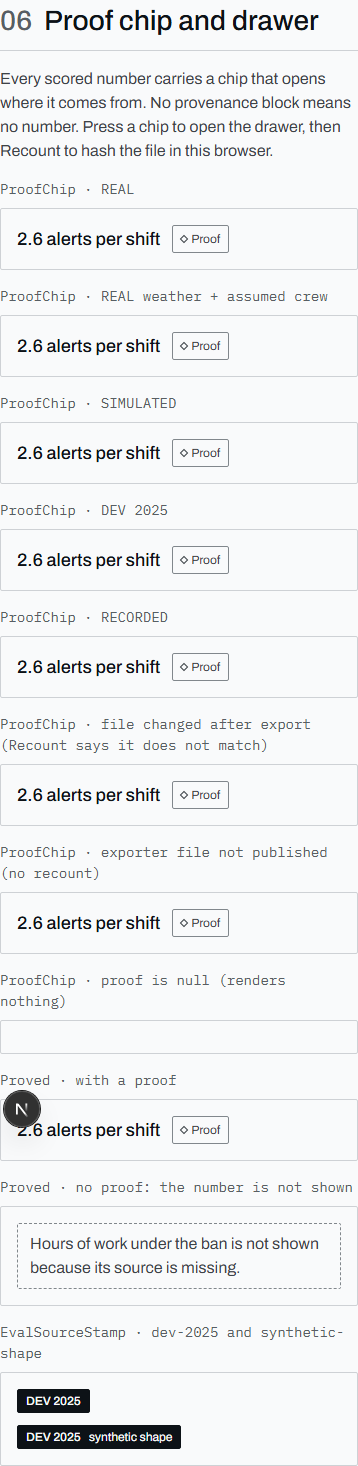 06 Proof chip and drawer
Every scored number carries a chip that opens
where it comes from. No provenance block means
no number. Press a chip to open the drawer, then
Recount to hash the file in this browser.
ProofChip · REAL
2.6 alerts per shift ◇ Proof
ProofChip · REAL weather + assumed crew
2.6 alerts per shift ◇ Proof
ProofChip · SIMULATED
2.6 alerts per shift ◇ Proof
ProofChip · DEV 2025
2.6 alerts per shift ◇ Proof
ProofChip · RECORDED
2.6 alerts per shift ◇ Proof
ProofChip · file changed after export
(Recount says it does not match)
2.6 alerts per shift ◇ Proof
ProofChip · exporter file not published
(no recount)
2.6 alerts per shift ◇ Proof
ProofChip · proof is null (renders
nothing)
Proved · with a proof
N
2.6 alerts per shift ◇ Proof
Proved · no proof: the number is not shown
Hours of work under the ban is not shown
because its source is missing.
EvalSourceStamp · dev-2025 and synthetic-
shape
DEV 2025
DEV 2025 synthetic shape